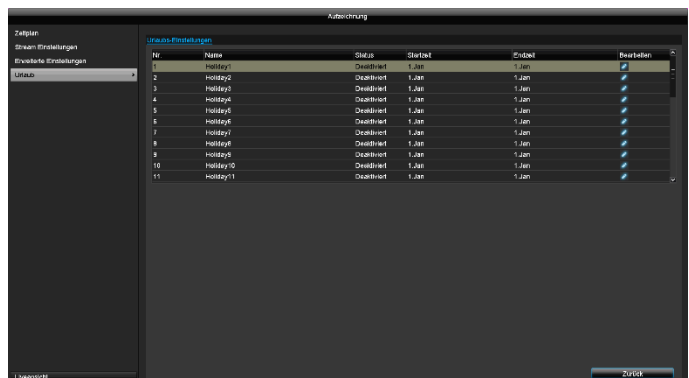 Aufzeichnung
Zeitplan
Stream Einstellungen
Erweiterte Einstellungen
Urlaub
Urlaubs-Einstellungen
Nr Name Status Startzeit Endzeit Bearbeiten
1 Holiday1 Deaktiviert 1.Jan 1.Jan
2 Holiday2 Deaktiviert 1.Jan 1.Jan
3 Holiday3 Deaktiviert 1.Jan 1.Jan
4 Holiday4 Deaktiviert 1.Jan 1.Jan
5 Holiday5 Deaktiviert 1.Jan 1.Jan
6 Holiday6 Deaktiviert 1.Jan 1.Jan
7 Holiday7 Deaktiviert 1.Jan 1.Jan
8 Holiday8 Deaktiviert 1.Jan 1.Jan
9 Holiday9 Deaktiviert 1.Jan 1.Jan
10 Holiday10 Deaktiviert 1.Jan 1.Jan
11 Holiday11 Deaktiviert 1.Jan 1.Jan
Liveansicht
Zurück